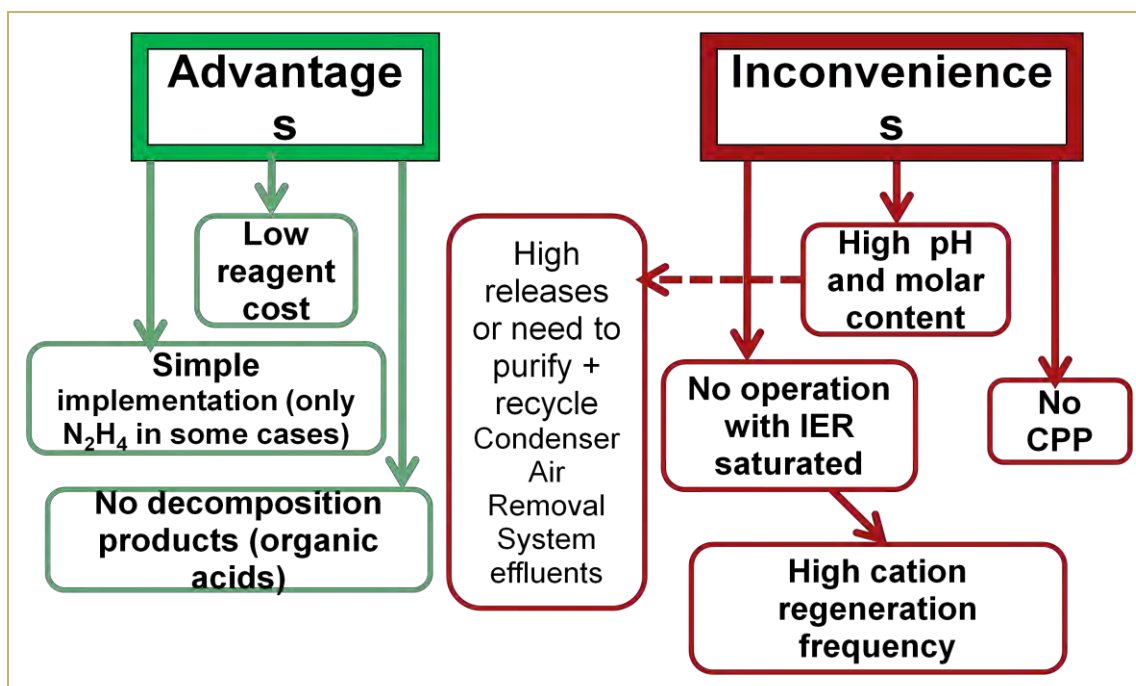 Advantage
s
Low
reagent
cost
Simple
implementation (only
N₂H₄ in some cases)
No decomposition
products (organic
acids)
Inconvenience
s
High pH
and molar
content
High
releases
or need to
purify +
recycle
Condenser
Air
Removal
System
effluents
No operation
with IER
saturated
No
CPP
High cation
regeneration
frequency